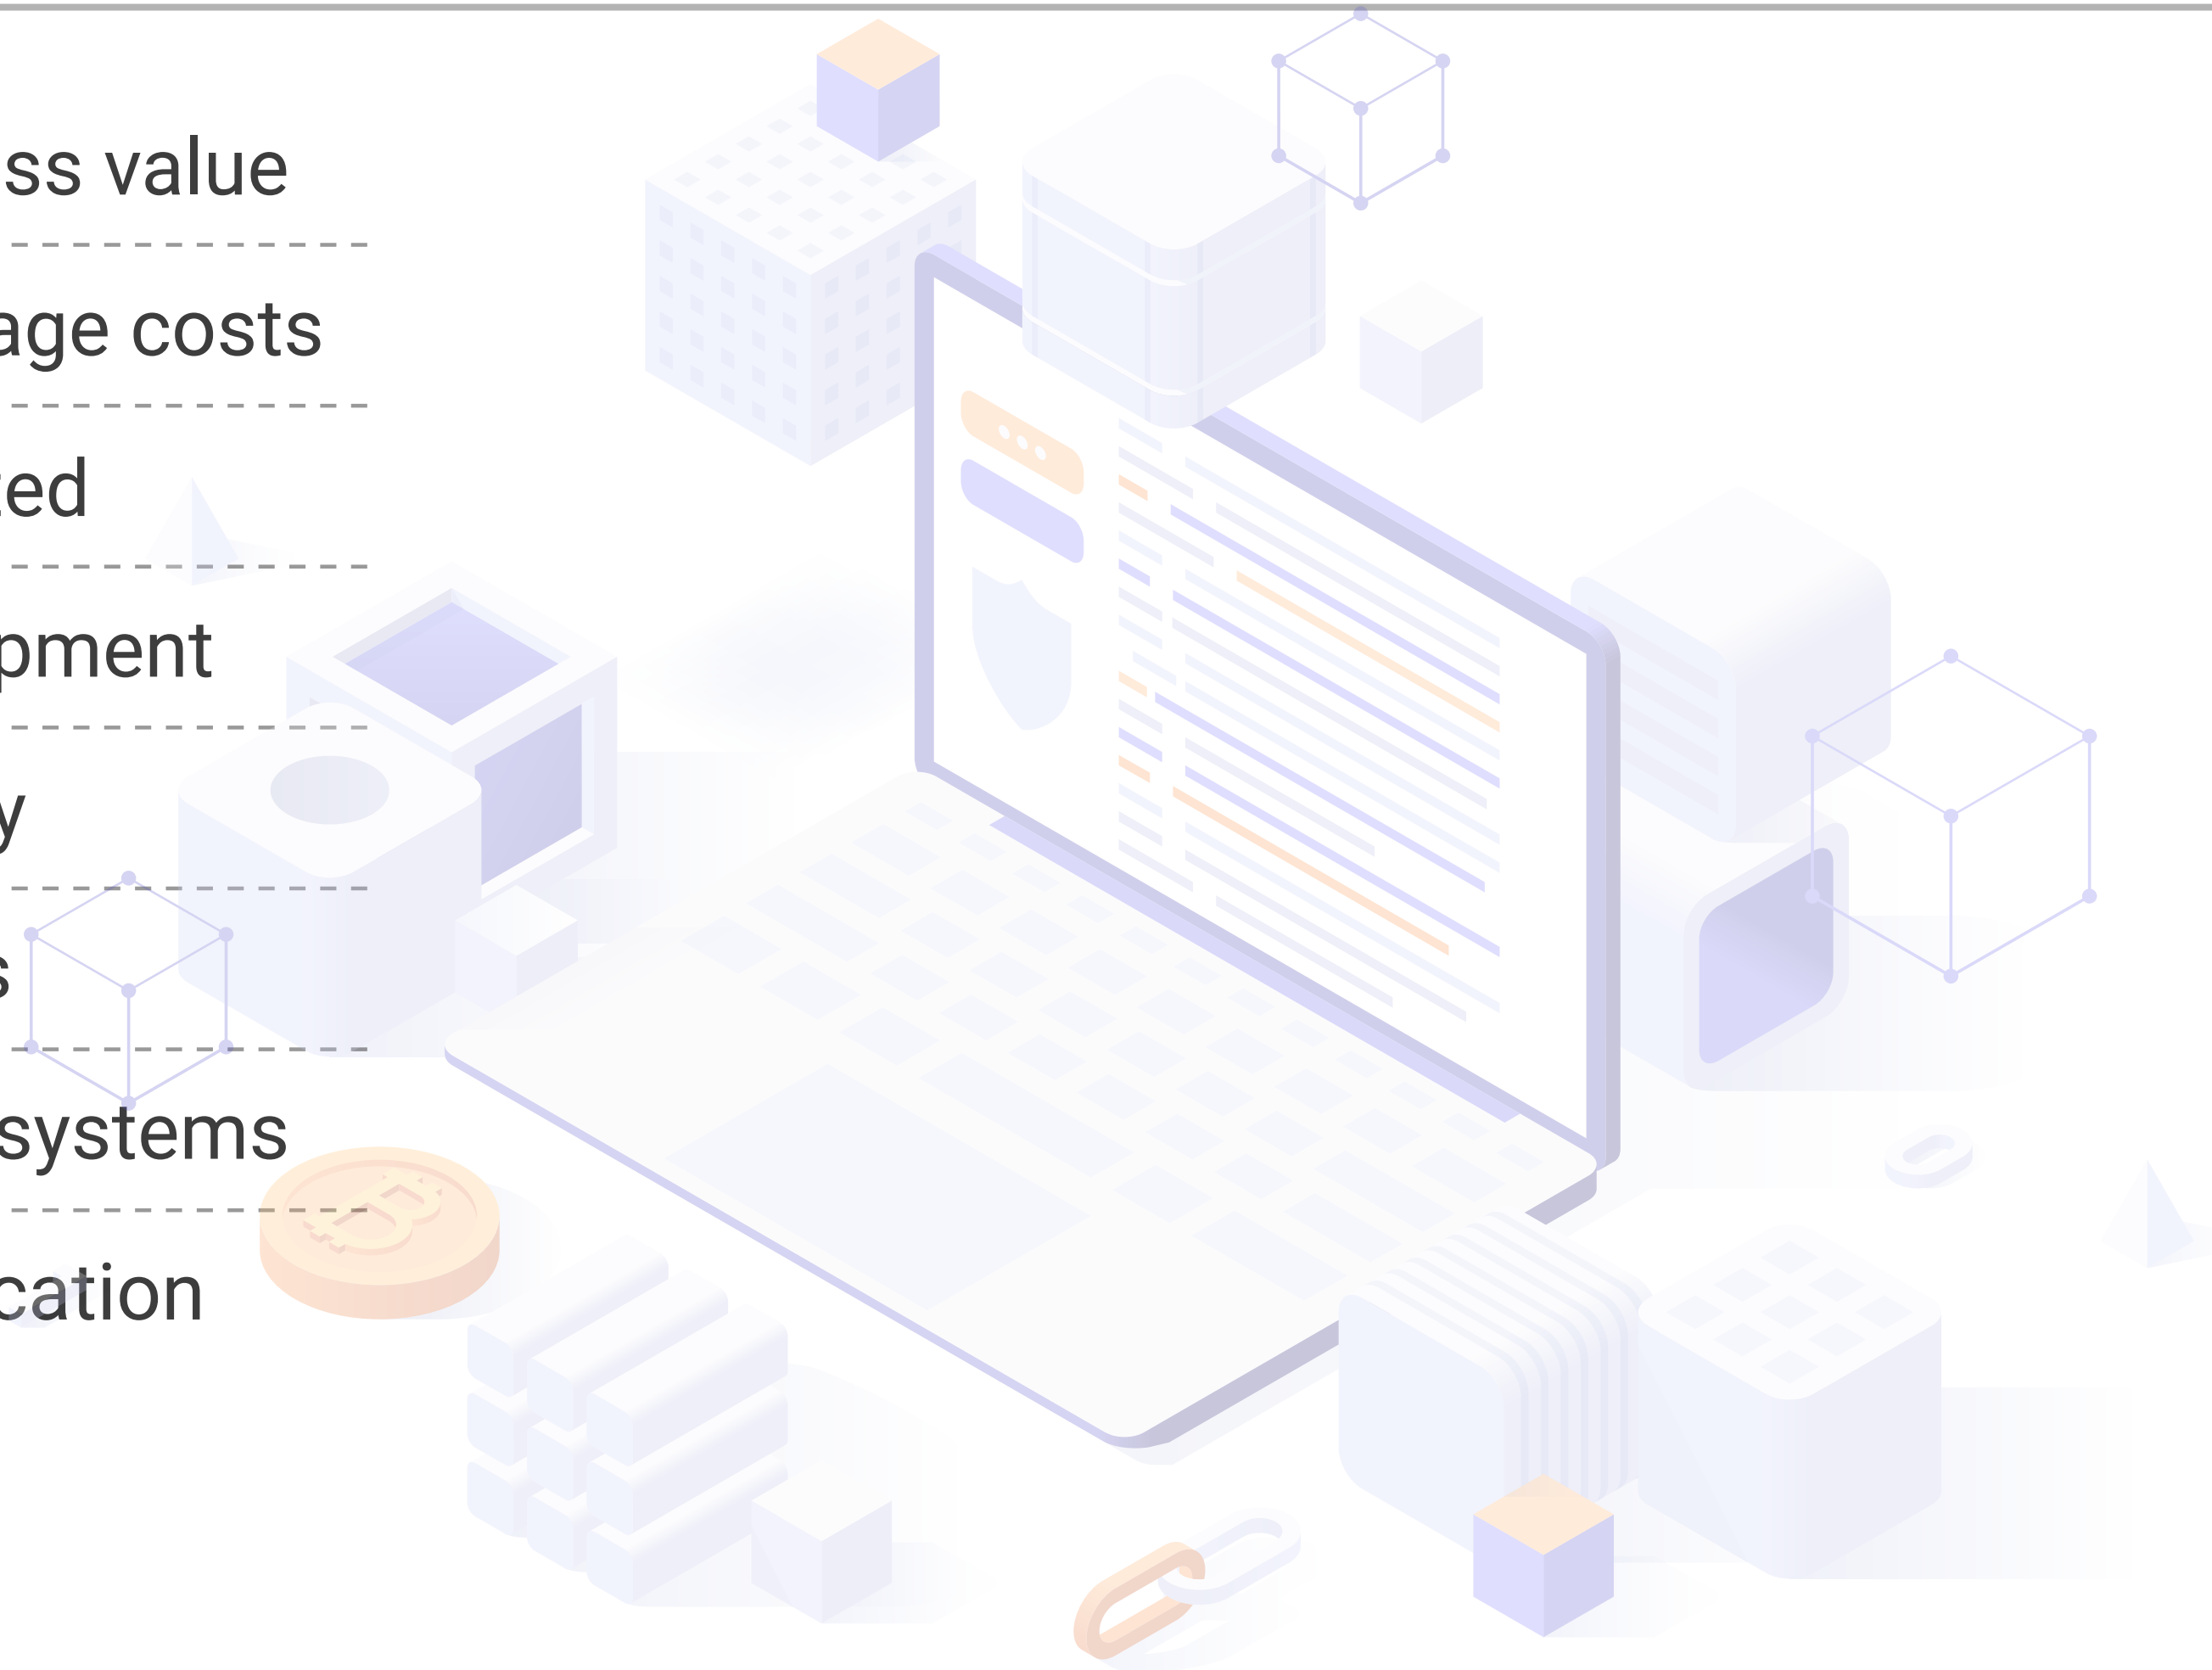 ss value
age costs
ed
pment
y
s
systems
cation